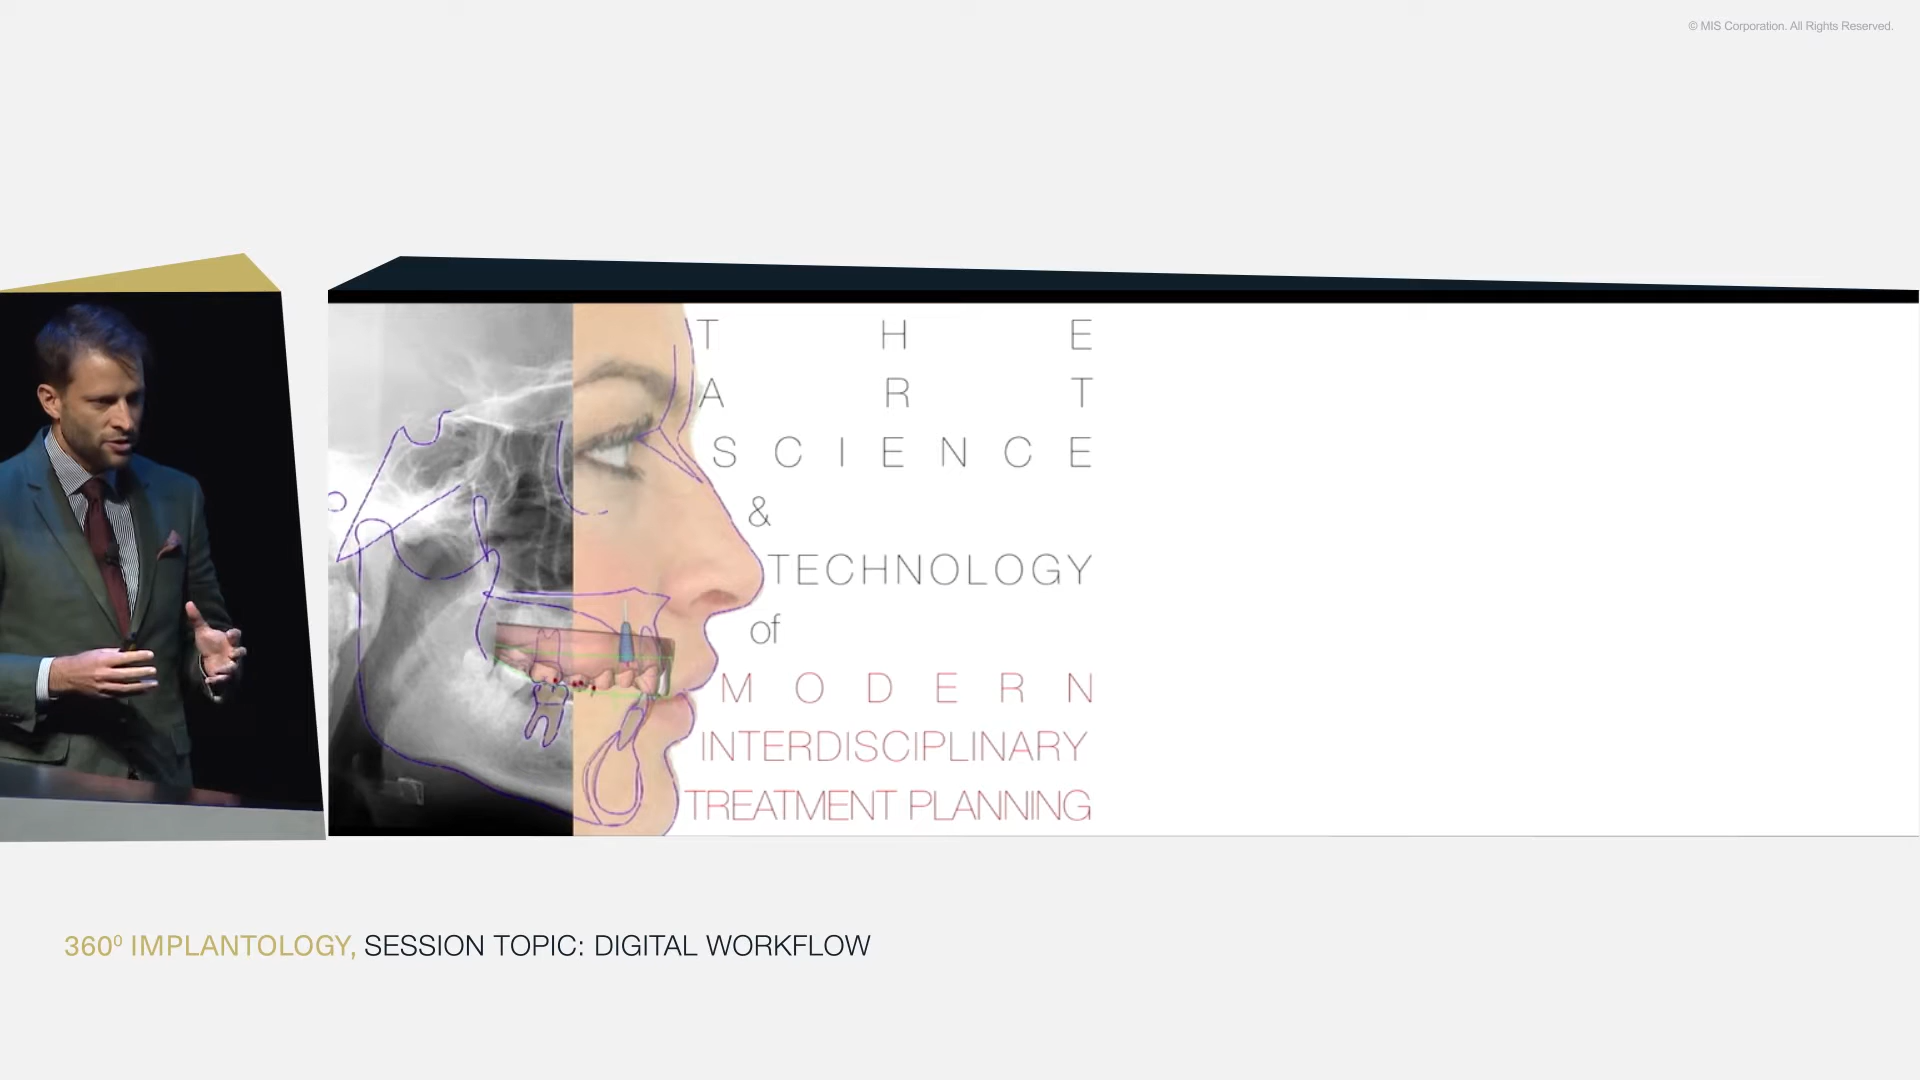 © MIS Corporation. All Rights Reserved.
THE
ART
SCIENCE
&
TECHNOLOGY
of
MODERN
INTERDISCIPLINARY
TREATMENT PLANNING
360⁰ IMPLANTOLOGY, SESSION TOPIC: DIGITAL WORKFLOW